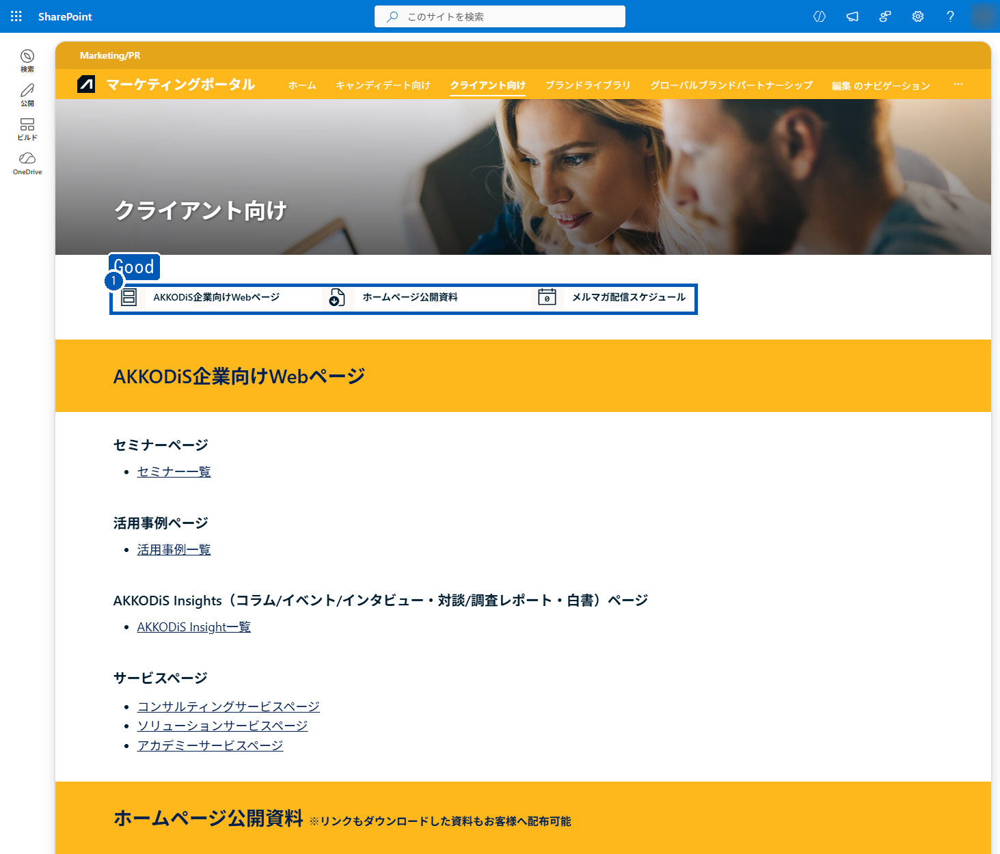 SharePoint
このサイトを検索
検索
公開
ビルド
OneDrive
Marketing/PR
マーケティングポータル
ホーム
キャンディデート向け
クライアント向け
ブランドライブラリ
グローバルブランドパートナーシップ
編集 のナビゲーション
クライアント向け
Good
1
AKKODiS企業向けWebページ
ホームページ公開資料
0
メルマガ配信スケジュール
AKKODiS企業向けWebページ
セミナーページ
• セミナー一覧
活用事例ページ
• 活用事例一覧
AKKODiS Insights（コラム/イベント/インタビュー・対談/調査レポート・白書）ページ
• AKKODiS Insight一覧
サービスページ
• コンサルティングサービスページ
• ソリューションサービスページ
• アカデミーサービスページ
ホームページ公開資料 ※リンクもダウンロードした資料もお客様へ配布可能